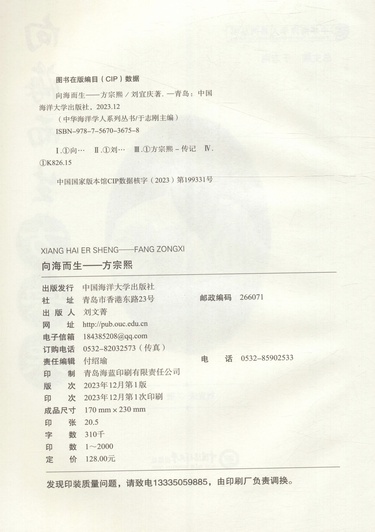 图书在版编目（CIP）数据
向海而生——方宗熙 / 刘宜庆著. —青岛：中国
海洋大学出版社，2023.12
（中华海洋学人系列丛书/于志刚主编）
ISBN-978-7-5670-3675-8
Ⅰ.①向… Ⅱ.①刘… Ⅲ.①方宗熙－传记 Ⅳ.
①K826.15
中国国家版本馆CIP数据核字（2023）第199331号
XIANG HAI ER SHENG——FANG ZONGXI
向海而生——方宗熙
出版发行 中国海洋大学出版社
社 址 青岛市香港东路23号 邮政编码 266071
出 版 人 刘文菁
网 址 http://pub.ouc.edu.cn
电子信箱 184385208@qq.com
订购电话 0532-82032573（传真）
责任编辑 付绍瑜 电 话 0532-85902533
印 制 青岛海蓝印刷有限责任公司
版 次 2023年12月第1版
印 次 2023年12月第1次印刷
成品尺寸 170 mm×230 mm
印 张 20.5
字 数 310千
印 数 1～2000
定 价 128.00元
发现印装质量问题，请致电13335059885，由印刷厂负责调换。